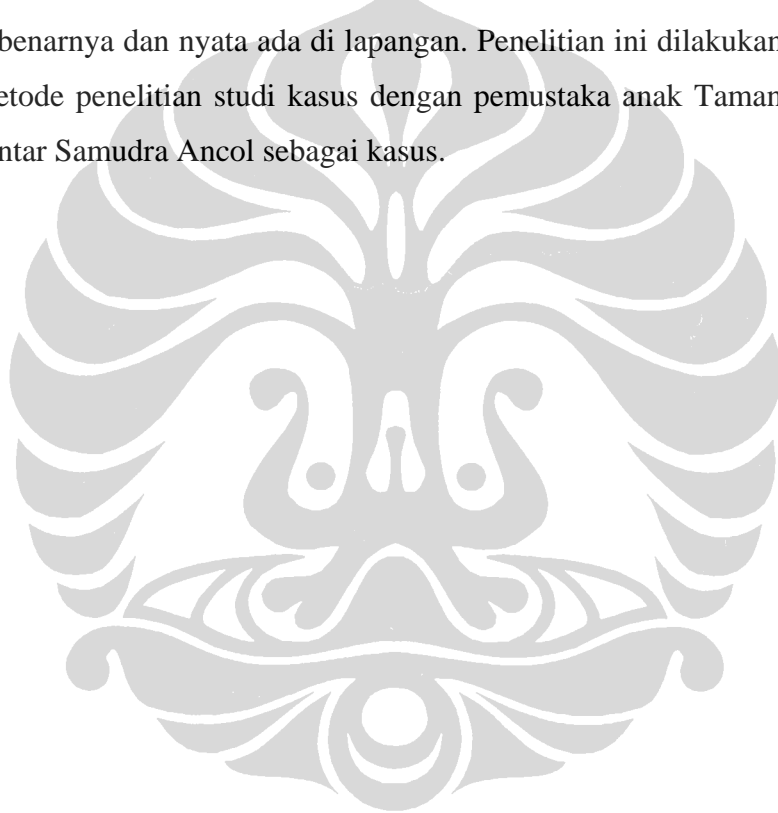 benarnya dan nyata ada di lapangan. Penelitian ini dilakukan
etode penelitian studi kasus dengan pemustaka anak Taman
ntar Samudra Ancol sebagai kasus.